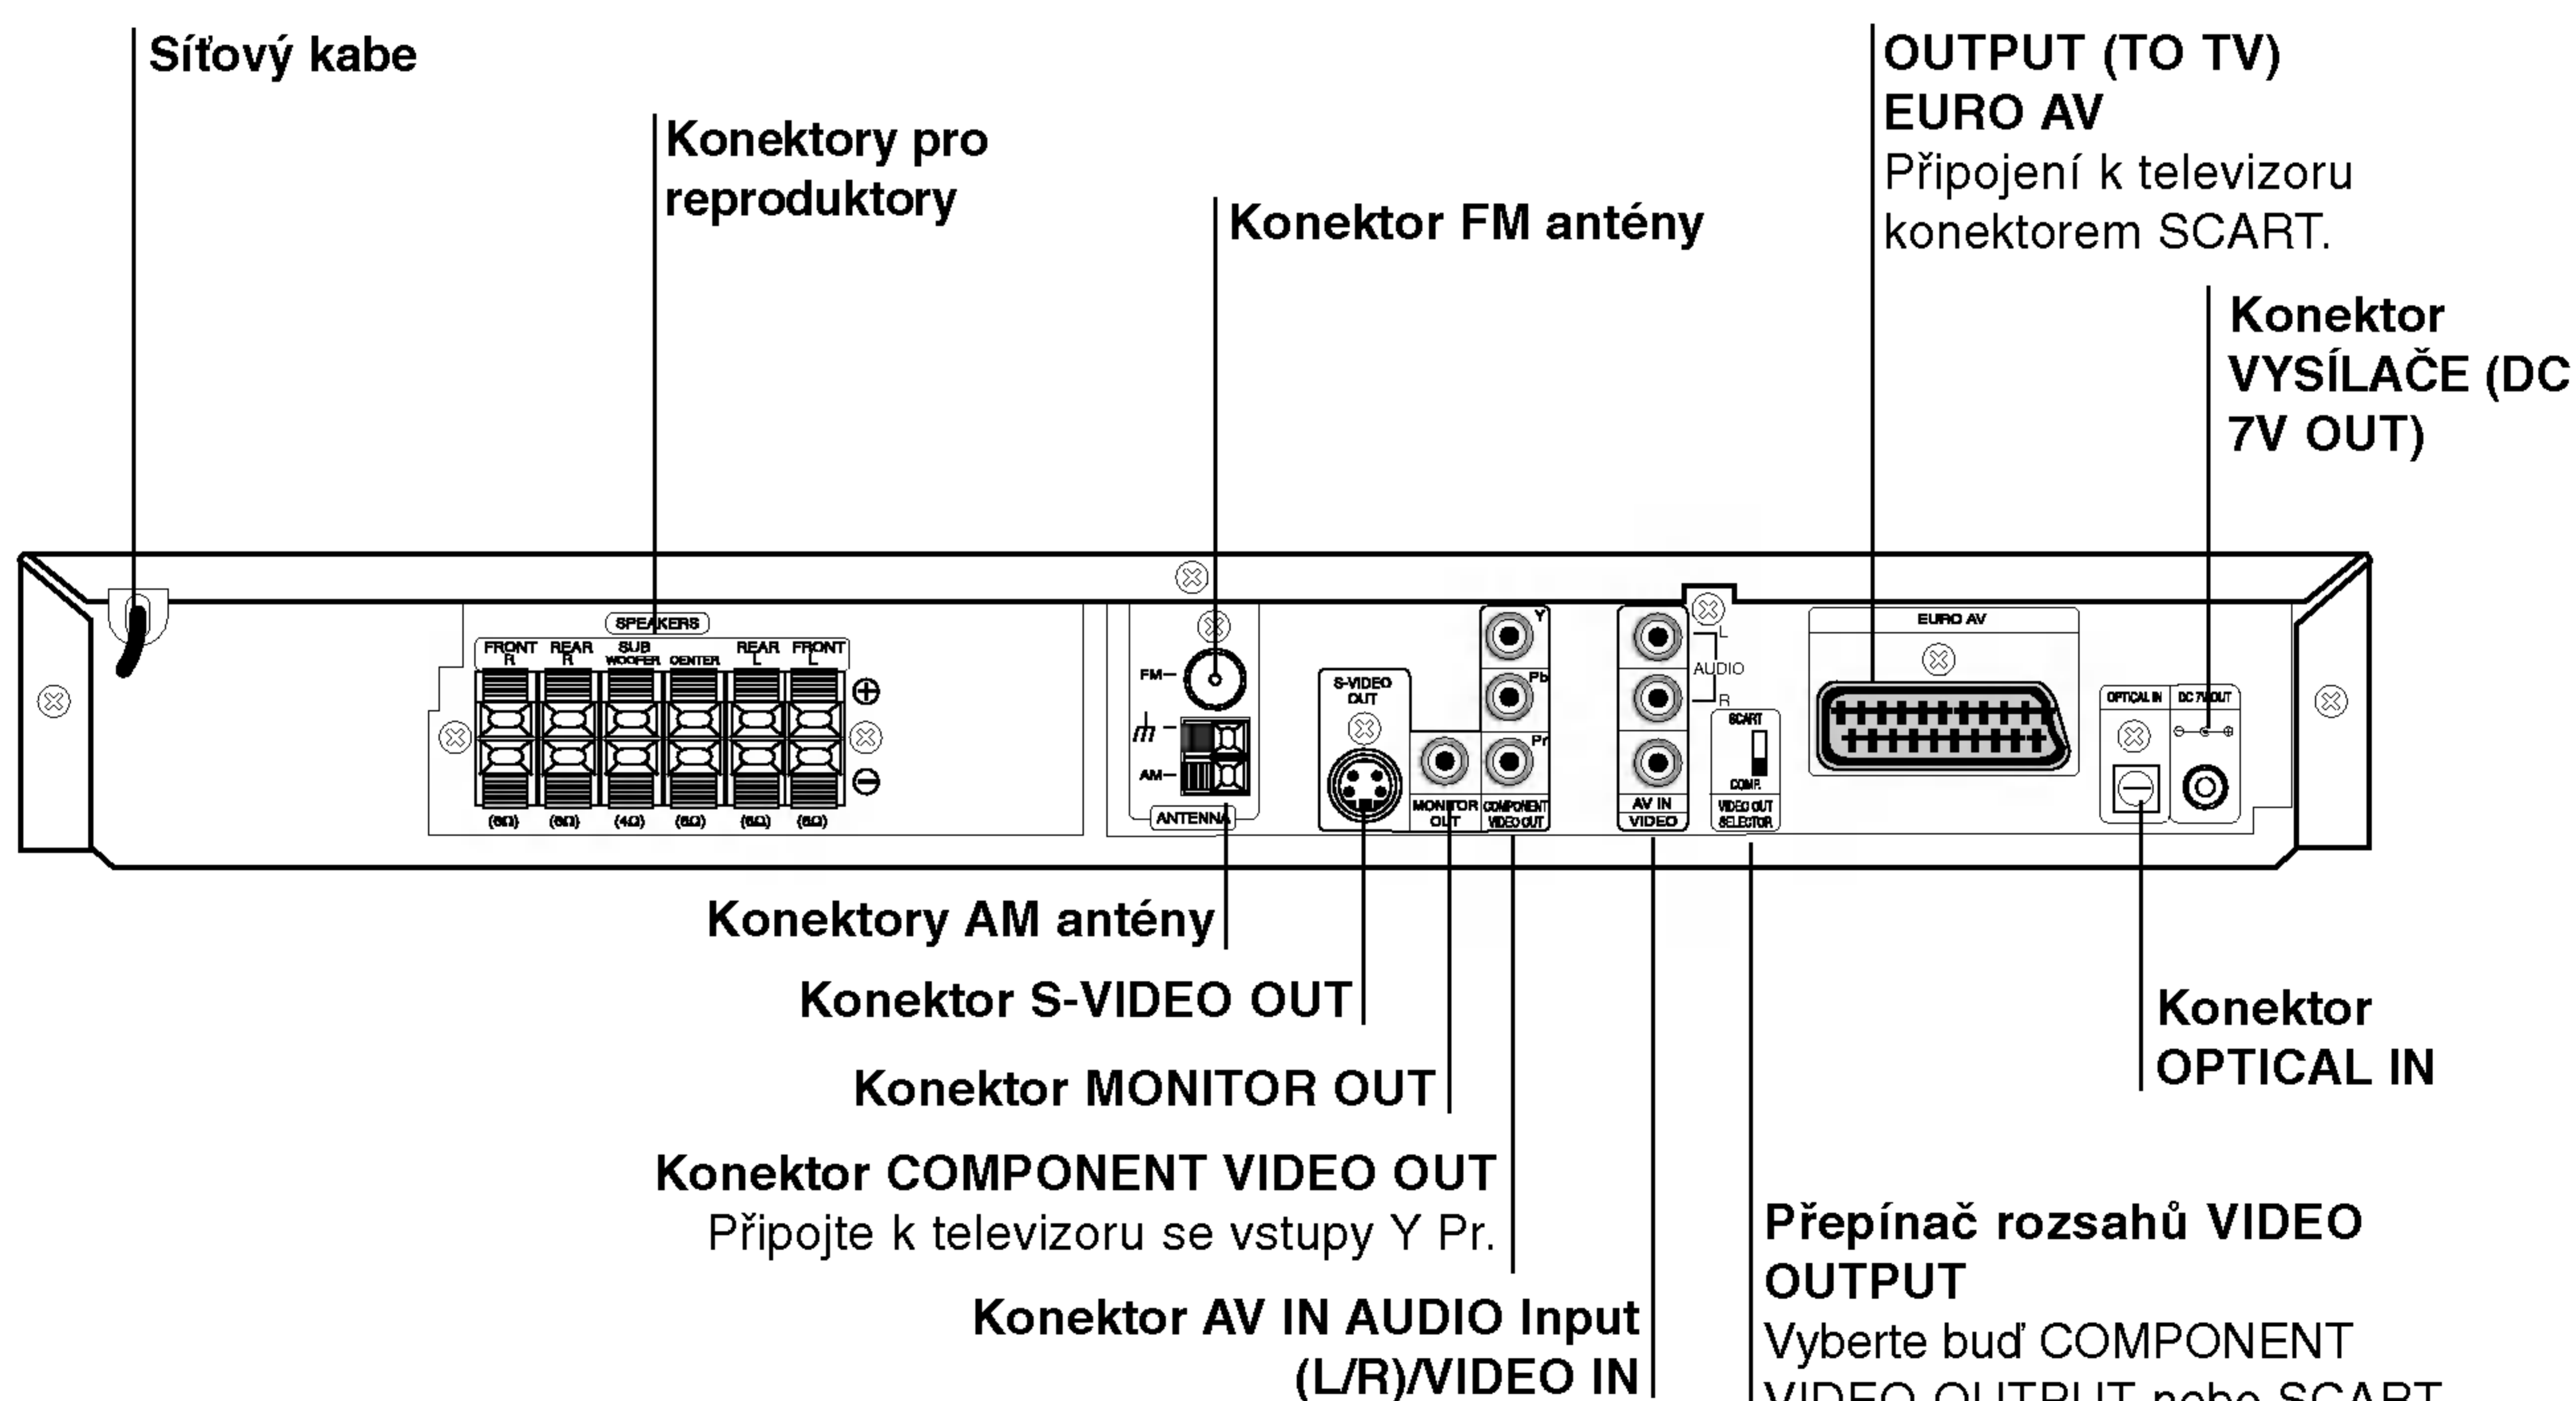 Síťový kabe
Konektory pro
reproduktory
Konektor FM antény
OUTPUT (TO TV)
EURO AV
Připojení k televizoru
konektorem SCART.
Konektor
VYSÍLAČE (DC
7V OUT)
SPEAKERS
FRONT R
REAR R
SUB WOOFER
CENTER
REAR L
FRONT L
(6Ω) (6Ω) (4Ω) (6Ω) (6Ω) (6Ω)
FM
AM
ANTENNA
S-VIDEO
OUT
MONITOR
OUT
Y
Pb
Pr
COMPONENT
VIDEO OUT
L
AUDIO
R
AV IN
VIDEO
SCART
COMP.
VIDEO OUT
SELECTOR
EURO AV
OPTICAL IN
DC 7V OUT
Konektory AM antény
Konektor S-VIDEO OUT
Konektor MONITOR OUT
Konektor COMPONENT VIDEO OUT
Připojte k televizoru se vstupy Y Pr.
Konektor AV IN AUDIO Input
(L/R)/VIDEO IN
Konektor
OPTICAL IN
Přepínač rozsahů VIDEO
OUTPUT
Vyberte buď COMPONENT
VIDEO OUTPUT nebo SCART